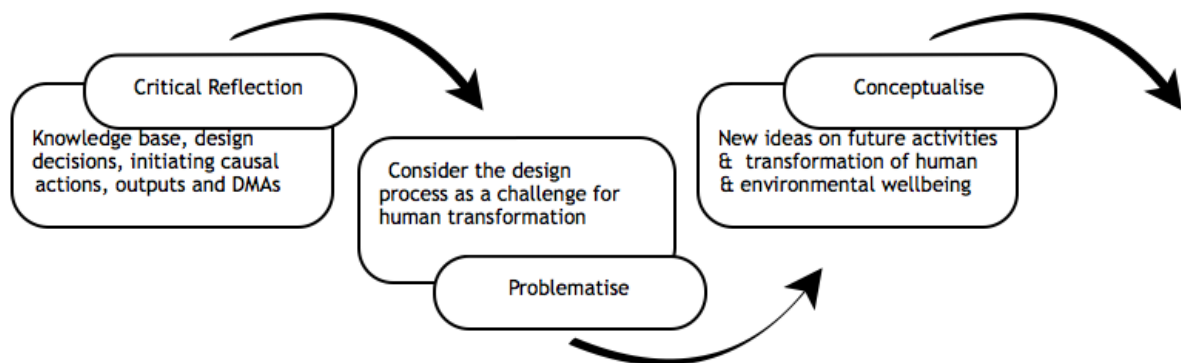 Critical Reflection
Knowledge base, design
decisions, initiating causal
actions, outputs and DMAs
Consider the design
process as a challenge for
human transformation
Problematise
Conceptualise
New ideas on future activities
& transformation of human
& environmental wellbeing